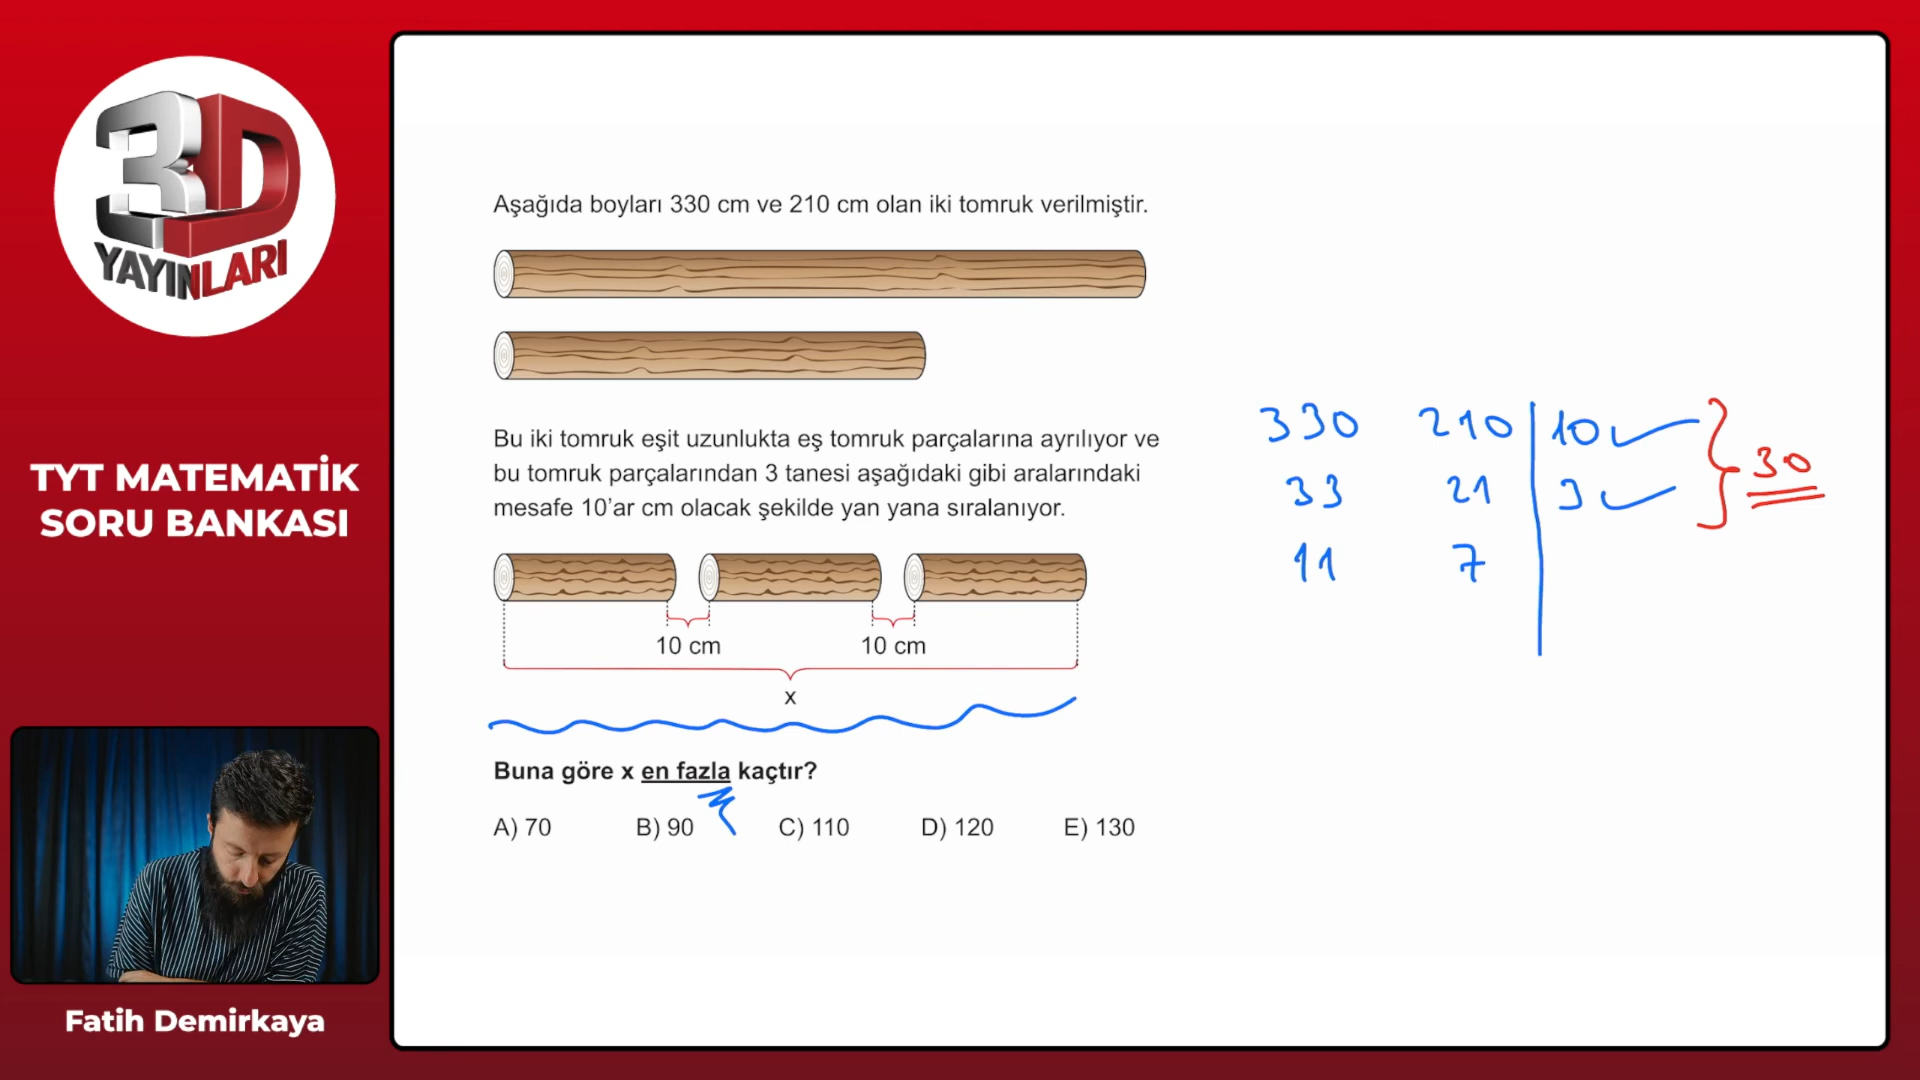 3D
YAYINLARI
TYT MATEMATİK
SORU BANKASI
Fatih Demirkaya
Aşağıda boyları 330 cm ve 210 cm olan iki tomruk verilmiştir.
Bu iki tomruk eşit uzunlukta eş tomruk parçalarına ayrılıyor ve
bu tomruk parçalarından 3 tanesi aşağıdaki gibi aralarındaki
mesafe 10'ar cm olacak şekilde yan yana sıralanıyor.
10 cm 10 cm
x
Buna göre x en fazla kaçtır?
A) 70 B) 90 C) 110 D) 120 E) 130
330 210 10
33 21 3
11 7
30